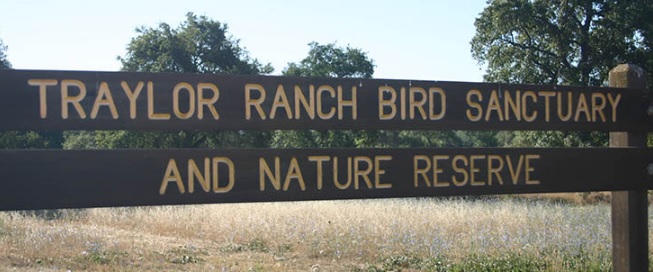 TRAYLOR RANCH BIRD SANCTUARY
AND NATURE RESERVE